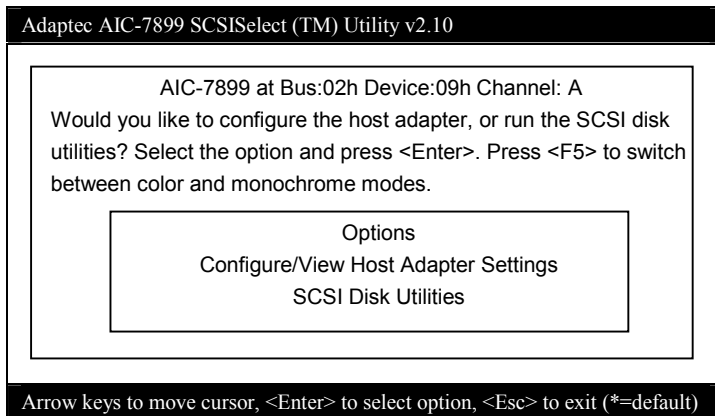 Adaptec AIC-7899 SCSISelect (TM) Utility v2.10
AIC-7899 at Bus:02h Device:09h Channel: A
Would you like to configure the host adapter, or run the SCSI disk
utilities? Select the option and press <Enter>. Press <F5> to switch
between color and monochrome modes.
Options
Configure/View Host Adapter Settings
SCSI Disk Utilities
Arrow keys to move cursor, <Enter> to select option, <Esc> to exit (*=default)